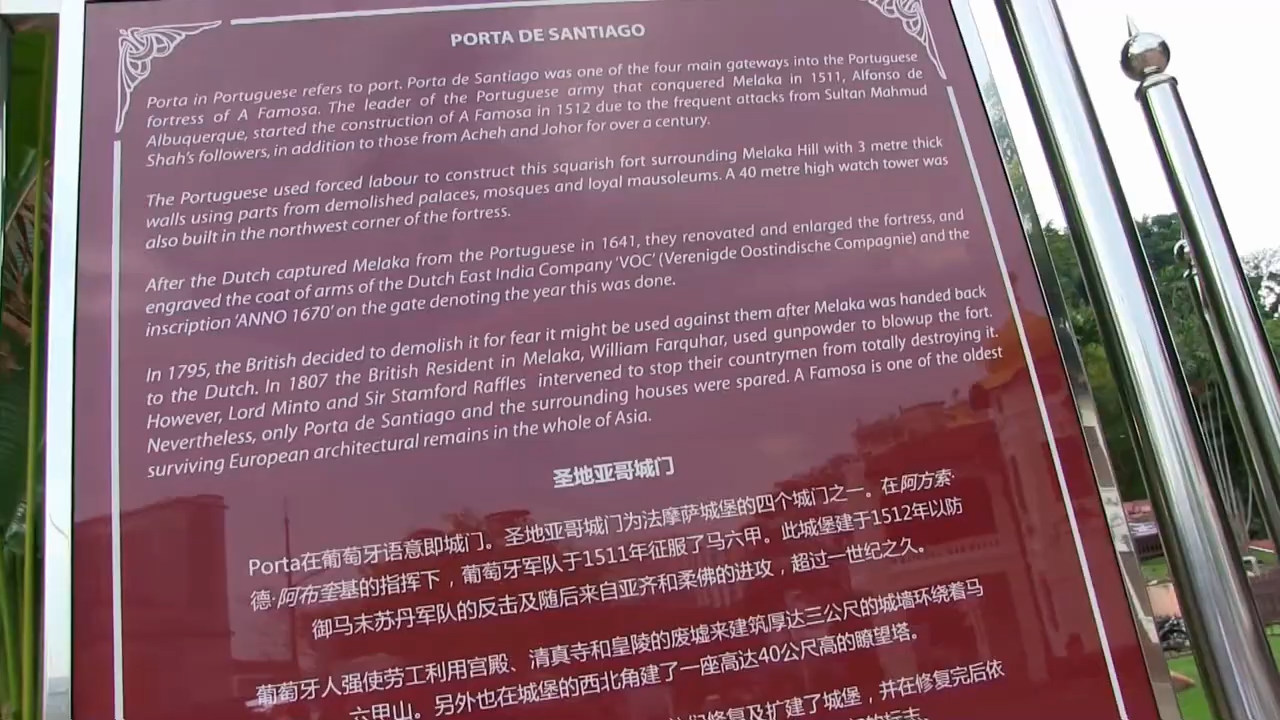 PORTA DE SANTIAGO
Porta in Portuguese refers to port. Porta de Santiago was one of the four main gateways into the Portuguese
fortress of A Famosa. The leader of the Portuguese army that conquered Melaka in 1511, Alfonso de
Albuquerque, started the construction of A Famosa in 1512 due to the frequent attacks from Sultan Mahmud
Shah's followers, in addition to those from Acheh and Johor for over a century.
The Portuguese used forced labour to construct this squarish fort surrounding Melaka Hill with 3 metre thick
walls using parts from demolished palaces, mosques and loyal mausoleums. A 40 metre high watch tower was
also built in the northwest corner of the fortress.
After the Dutch captured Melaka from the Portuguese in 1641, they renovated and enlarged the fortress, and
engraved the coat of arms of the Dutch East India Company 'VOC' (Verenigde Oostindische Compagnie) and the
inscription 'ANNO 1670' on the gate denoting the year this was done.
In 1795, the British decided to demolish it for fear it might be used against them after Melaka was handed back
to the Dutch. In 1807 the British Resident in Melaka, William Farquhar, used gunpowder to blowup the fort.
However, Lord Minto and Sir Stamford Raffles intervened to stop their countrymen from totally destroying it.
Nevertheless, only Porta de Santiago and the surrounding houses were spared. A Famosa is one of the oldest
surviving European architectural remains in the whole of Asia.
圣地亚哥城门
Porta在葡萄牙语意即城门。圣地亚哥城门为法摩萨城堡的四个城门之一。在阿方索·
德·阿布奎基的指挥下，葡萄牙军队于1511年征服了马六甲。此城堡建于1512年以防
御马末苏丹军队的反击及随后来自亚齐和柔佛的进攻，超过一世纪之久。
葡萄牙人强使劳工利用宫殿、清真寺和皇陵的废墟来建筑厚达三公尺的城墙环绕着马
六甲山。另外也在城堡的西北角建了一座高达40公尺高的瞭望塔。
们修复及扩建了城堡，并在修复完后依
的标志。